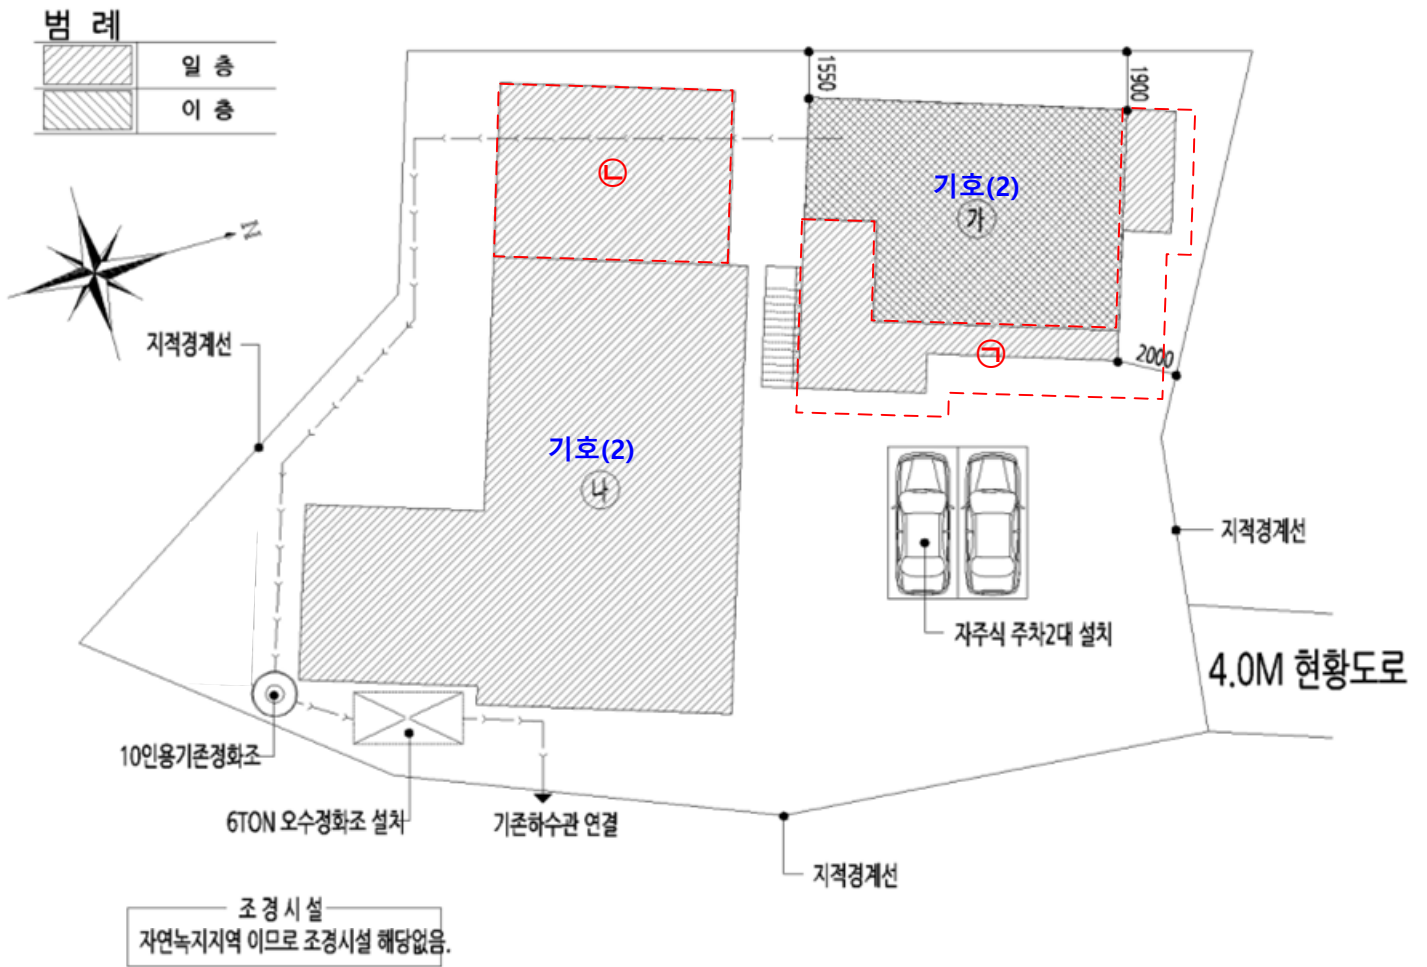 범 례
일 층
이 층
1550
1900
N
㉡
기호(2)
가
지적경계선
㉠
2000
기호(2)
나
지적경계선
자주식 주차2대 설치
4.0M 현황도로
10인용기존정화조
6TON 오수정화조 설치
기존하수관 연결
지적경계선
조 경 시 설
자연녹지지역 이므로 조경시설 해당없음.